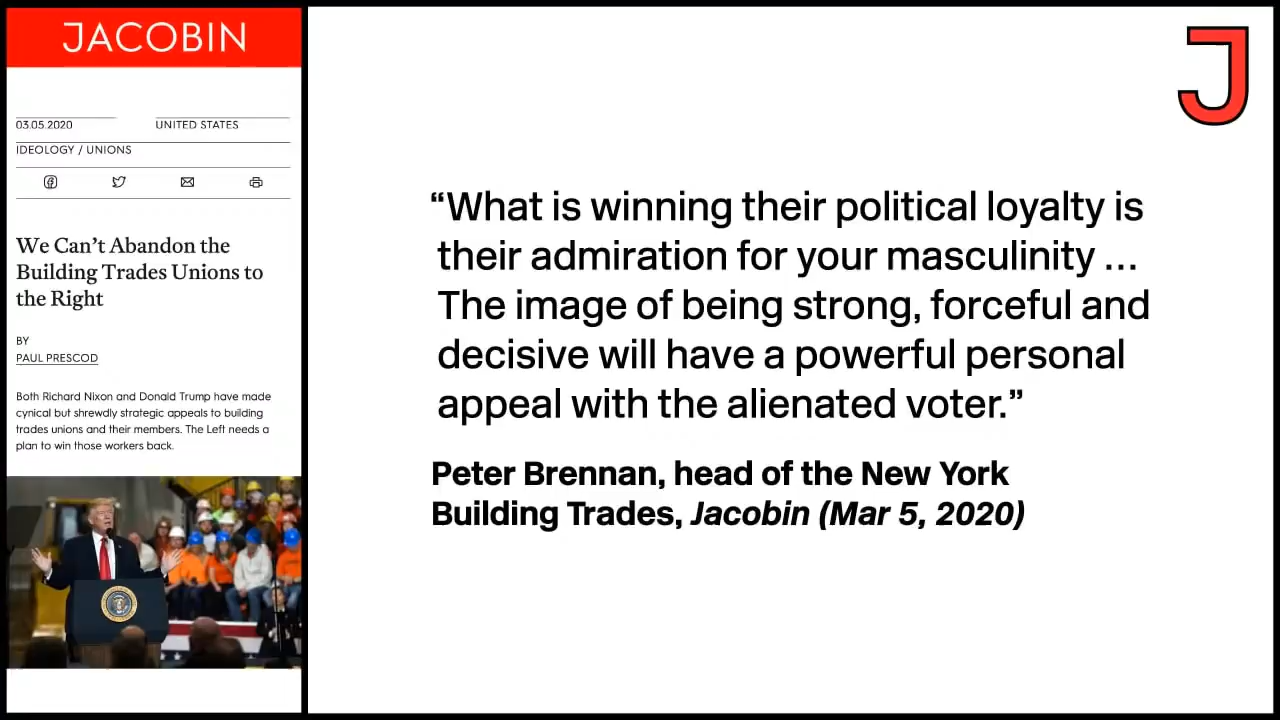 JACOBIN
03.05.2020
UNITED STATES
IDEOLOGY / UNIONS
We Can’t Abandon the
Building Trades Unions to
the Right
BY
PAUL PRESCOD
Both Richard Nixon and Donald Trump have made
cynical but shrewdly strategic appeals to building
trades unions and their members. The Left needs a
plan to win those workers back.
J
“What is winning their political loyalty is
their admiration for your masculinity ...
The image of being strong, forceful and
decisive will have a powerful personal
appeal with the alienated voter.”
Peter Brennan, head of the New York
Building Trades, Jacobin (Mar 5, 2020)